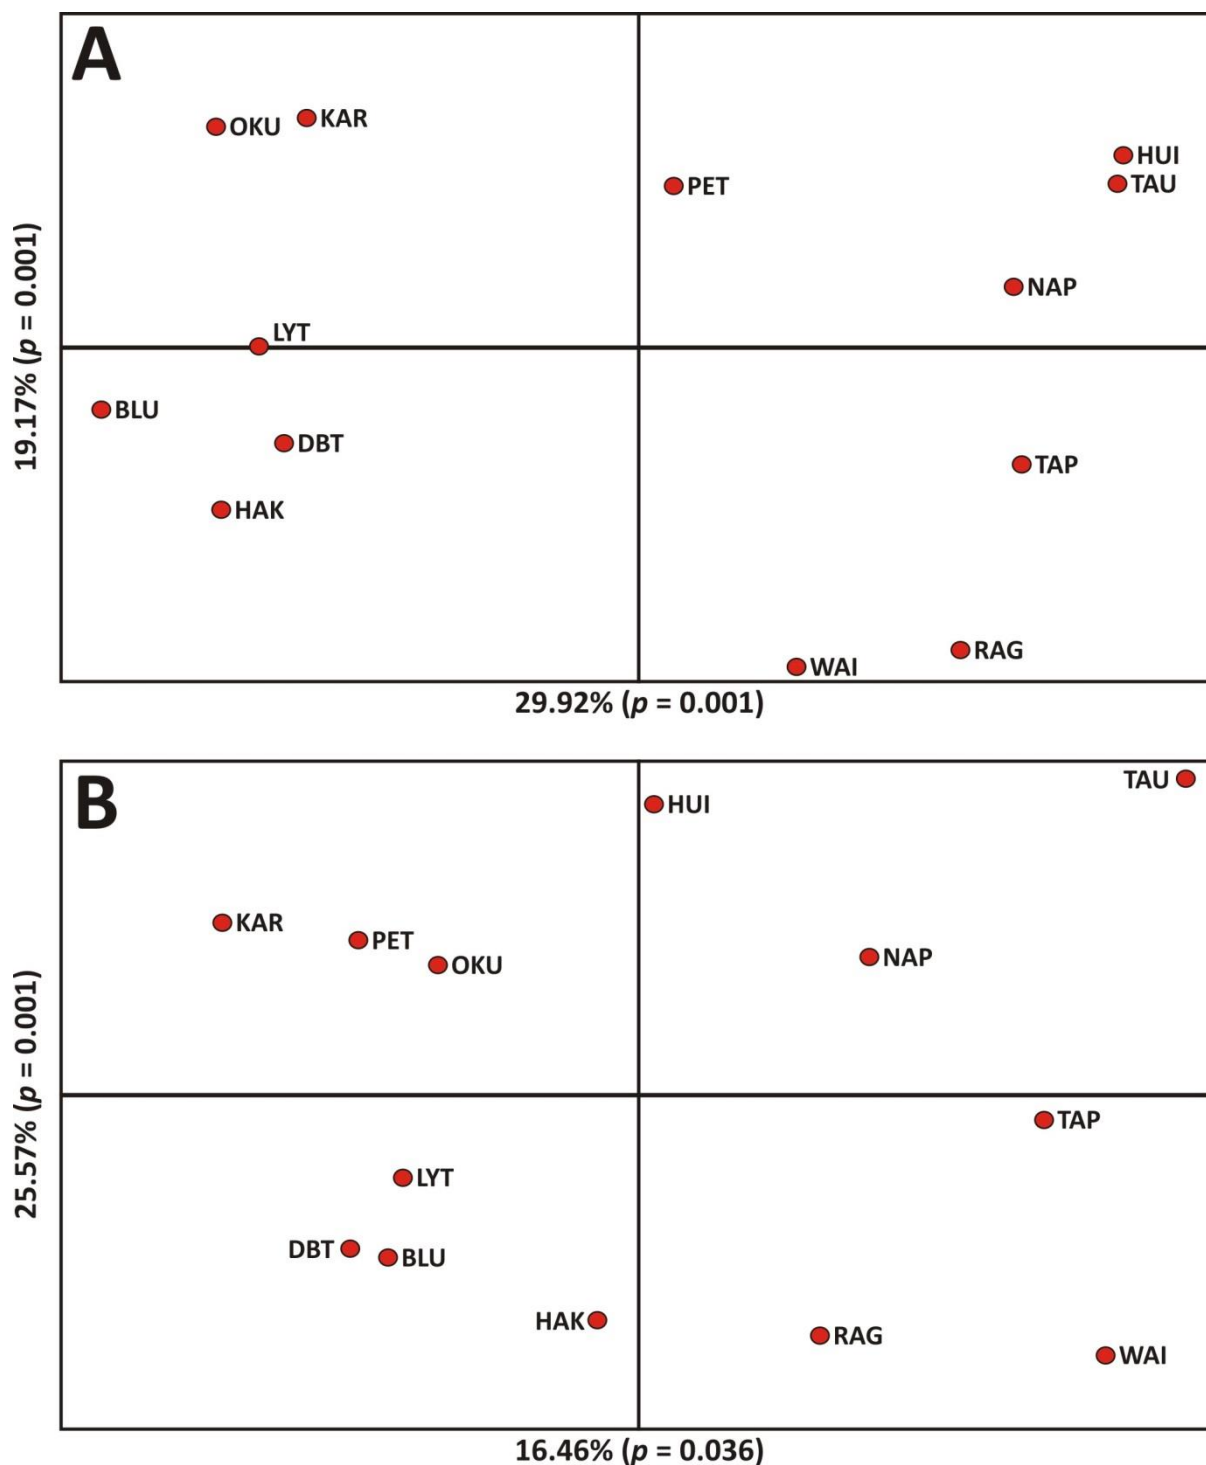 A
OKU
KAR
HUI
PET
TAU
NAP
LYT
BLU
DBT
TAP
HAK
RAG
WAI
19.17% (p = 0.001)
29.92% (p = 0.001)
B
TAU
HUI
KAR
PET
NAP
OKU
TAP
LYT
DBT
BLU
HAK
RAG
WAI
25.57% (p = 0.001)
16.46% (p = 0.036)